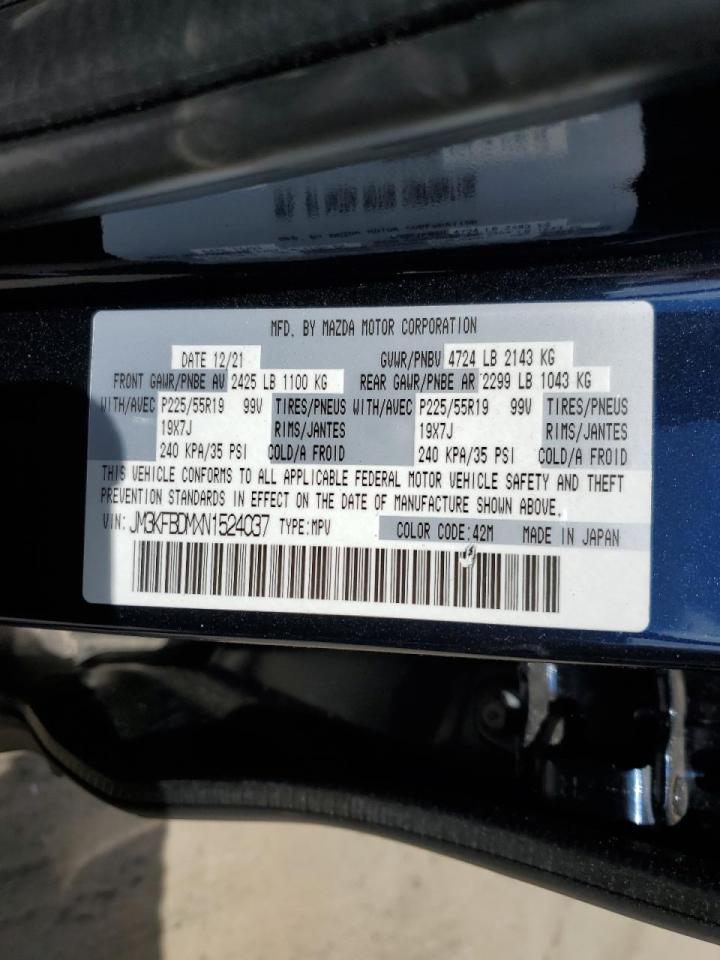 MFD. BY MAZDA MOTOR CORPORATION
DATE 12/21 GVWR/PNBV 4724 LB 2143 KG
FRONT GAWR/PNBE AV 2425 LB 1100 KG REAR GAWR/PNBE AR 2299 LB 1043 KG
WITH/AVEC P225/55R19 99V TIRES/PNEUS WITH/AVEC P225/55R19 99V TIRES/PNEUS
19X7J RIMS/JANTES 19X7J RIMS/JANTES
240 KPA/35 PSI COLD/A FROID 240 KPA/35 PSI COLD/A FROID
THIS VEHICLE CONFORMS TO ALL APPLICABLE FEDERAL MOTOR VEHICLE SAFETY AND THEFT
PREVENTION STANDARDS IN EFFECT ON THE DATE OF MANUFACTURE SHOWN ABOVE.
VIN: JM3KFBDMXN1524037 TYPE:MPV COLOR CODE:42M MADE IN JAPAN